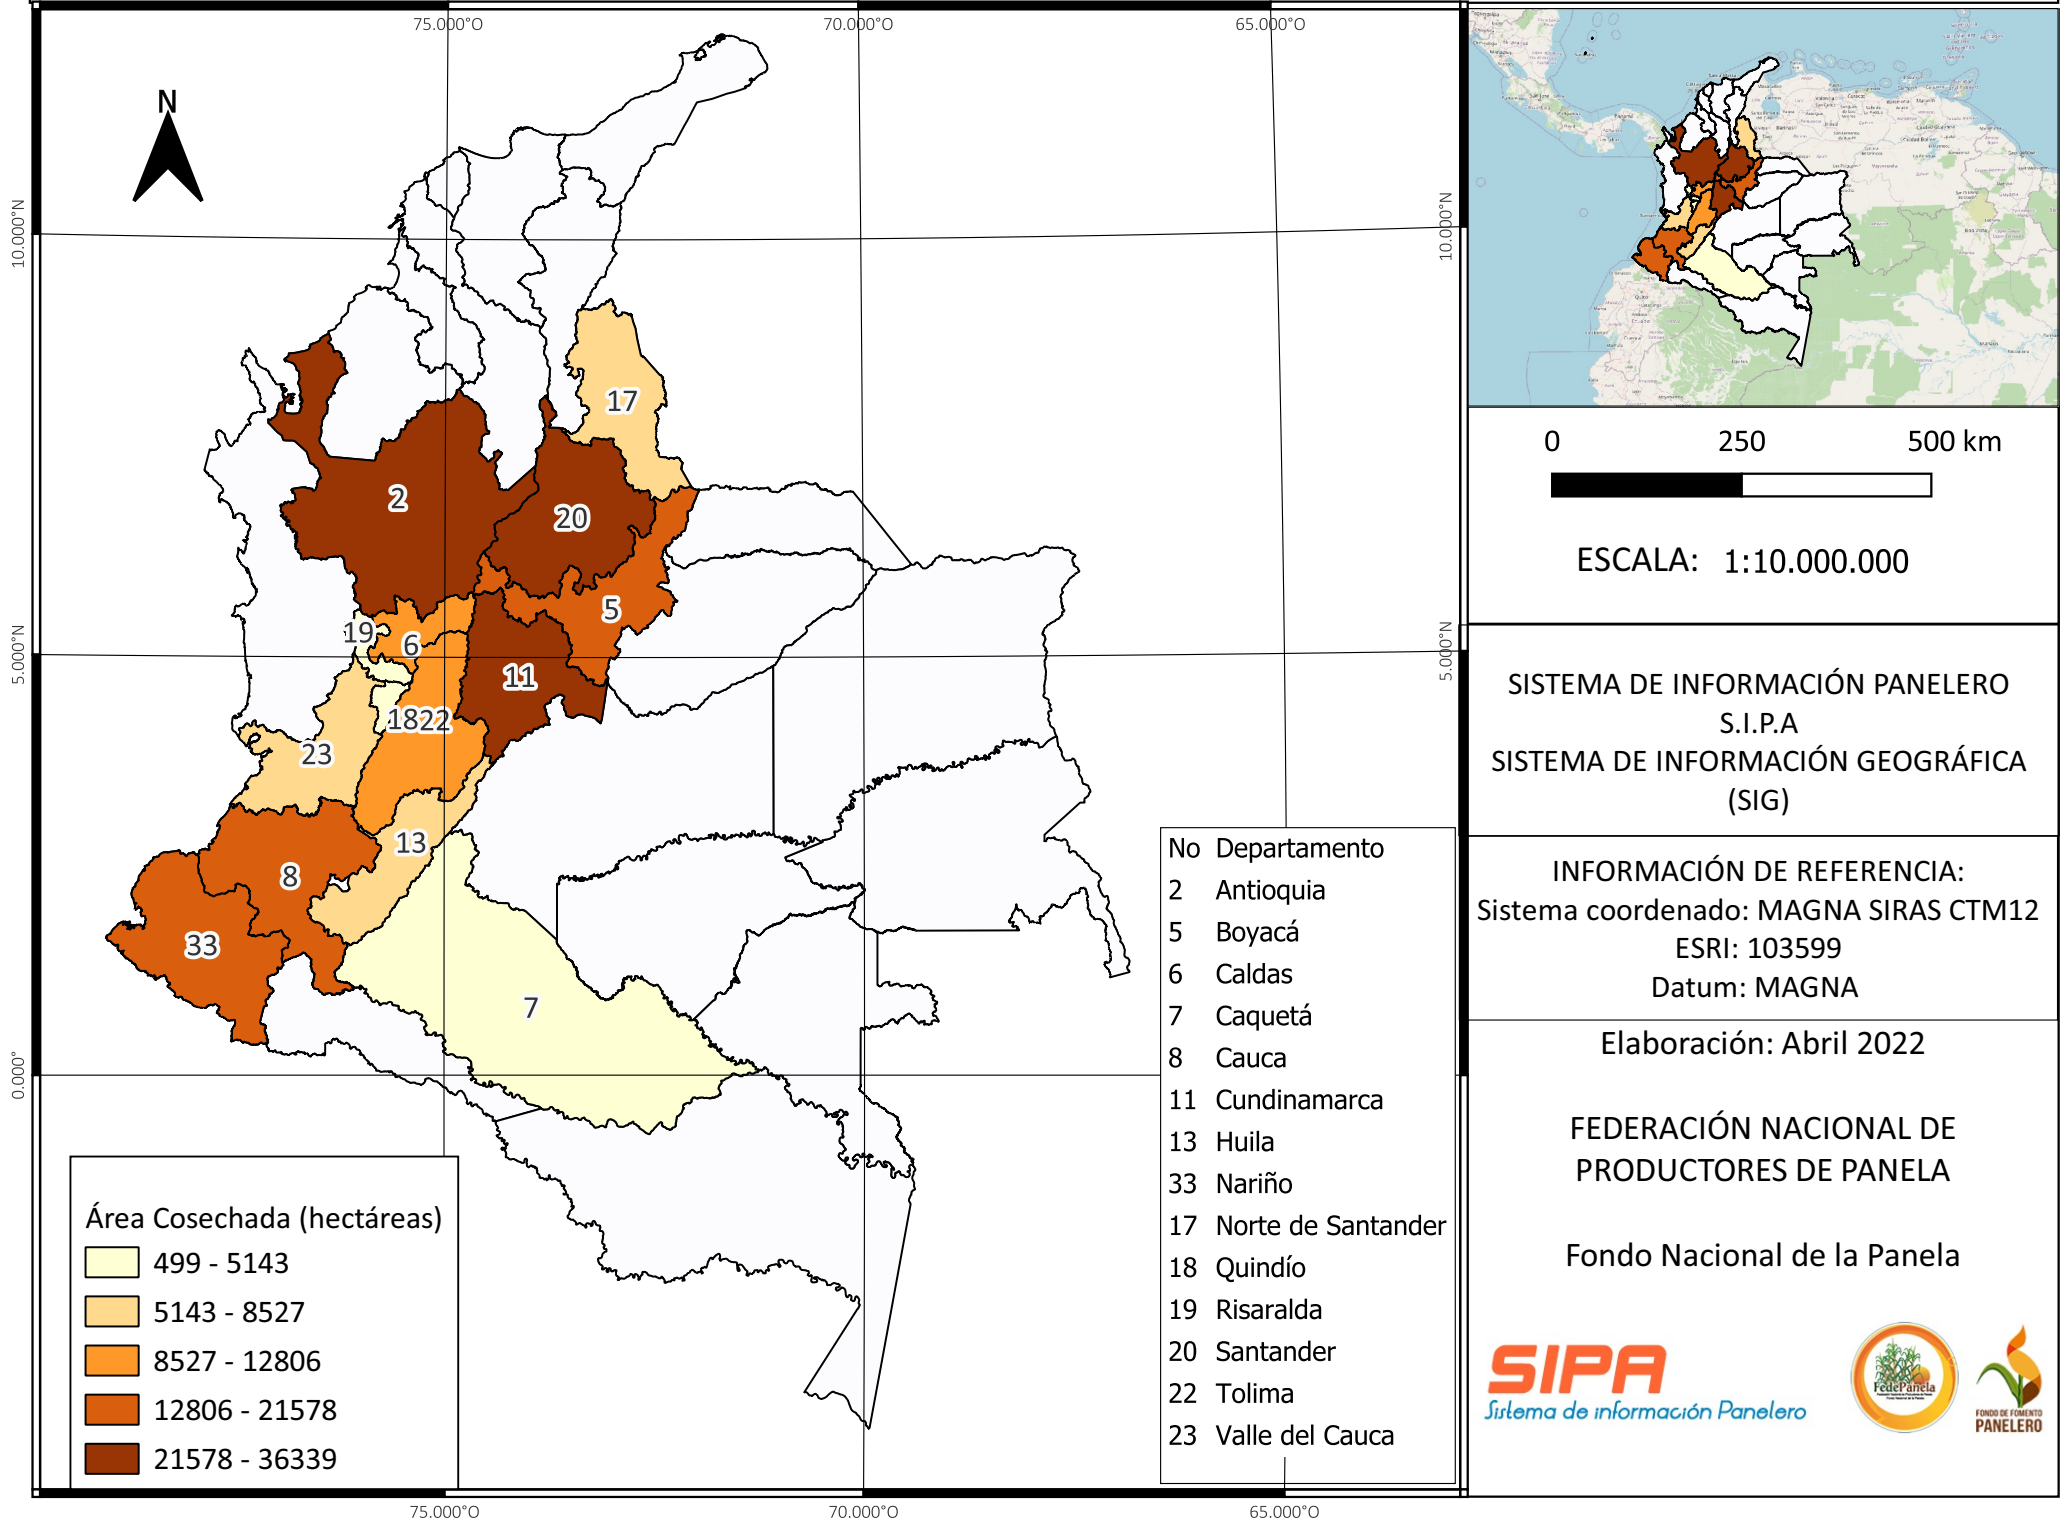 75.000°O
70.000°O
65.000°O
N
10.000°N
10.000°N
5.000°N
5.000°N
0.000°
17
2
20
5
19
6
11
18
22
23
13
8
33
7
No Departamento
2 Antioquia
5 Boyacá
6 Caldas
7 Caquetá
8 Cauca
11 Cundinamarca
13 Huila
33 Nariño
17 Norte de Santander
18 Quindío
19 Risaralda
20 Santander
22 Tolima
23 Valle del Cauca
Área Cosechada (hectáreas)
499 - 5143
5143 - 8527
8527 - 12806
12806 - 21578
21578 - 36339
75.000°O
70.000°O
65.000°O
0 250 500 km
ESCALA: 1:10.000.000
SISTEMA DE INFORMACIÓN PANELERO
S.I.P.A
SISTEMA DE INFORMACIÓN GEOGRÁFICA
(SIG)
INFORMACIÓN DE REFERENCIA:
Sistema coordenado: MAGNA SIRAS CTM12
ESRI: 103599
Datum: MAGNA
Elaboración: Abril 2022
FEDERACIÓN NACIONAL DE
PRODUCTORES DE PANELA
Fondo Nacional de la Panela
SIPA
Sistema de información Panelero
FedePanela
FONDO DE FOMENTO
PANELERO